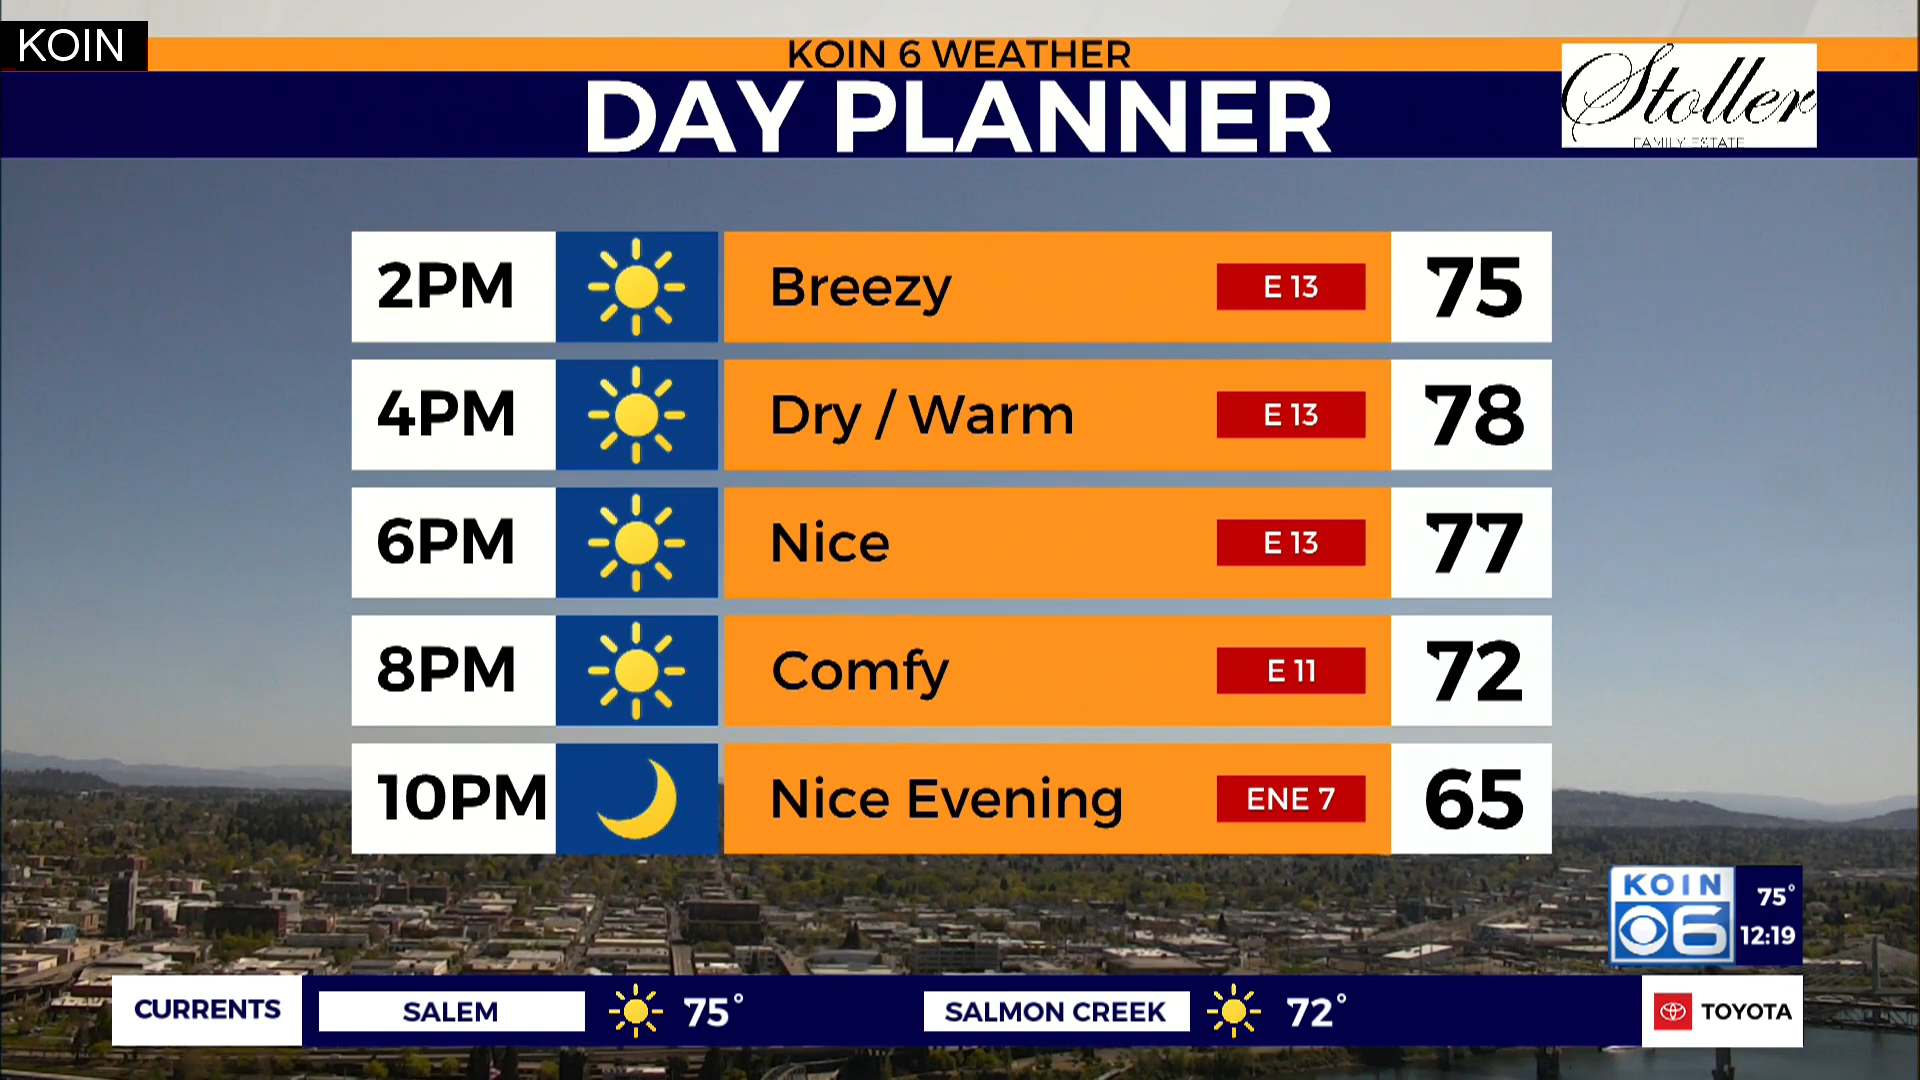 KOIN
KOIN 6 WEATHER
DAY PLANNER
Stoller
FAMILY ESTATE
2PM Breezy E 13 75
4PM Dry / Warm E 13 78
6PM Nice E 13 77
8PM Comfy E 11 72
10PM Nice Evening ENE 7 65
KOIN 75°
6 12:19
CURRENTS SALEM 75° SALMON CREEK 72° TOYOTA